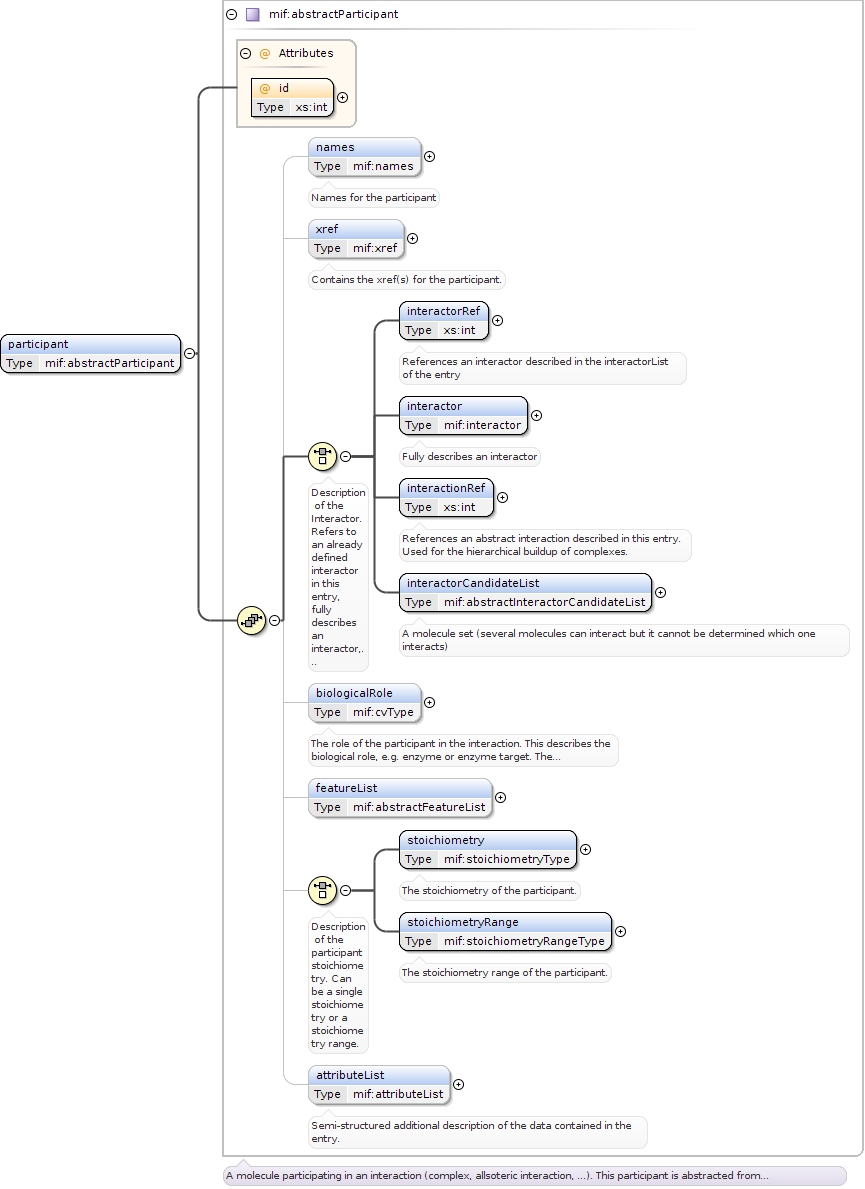 mif:abstractParticipant
@ Attributes
@ id
Type xs:int
names
Type mif:names
Names for the participant
xref
Type mif:xref
Contains the xref(s) for the participant.
interactorRef
Type xs:int
References an interactor described in the interactorList
of the entry
participant
Type mif:abstractParticipant
interactor
Type mif:interactor
Fully describes an interactor
interactionRef
Type xs:int
References an abstract interaction described in this entry.
Used for the hierarchical buildup of complexes.
interactorCandidateList
Type mif:abstractInteractorCandidateList
A molecule set (several molecules can interact but it cannot be determined which one
interacts)
Description
of the
Interactor.
Refers to
an already
defined
interactor
in this
entry,
fully
describes
an
interactor,.
..
biologicalRole
Type mif:cvType
The role of the participant in the interaction. This describes the
biological role, e.g. enzyme or enzyme target. The...
featureList
Type mif:abstractFeatureList
stoichiometry
Type mif:stoichiometryType
The stoichiometry of the participant.
stoichiometryRange
Type mif:stoichiometryRangeType
The stoichiometry range of the participant.
Description
of the
participant
stoichiome
try. Can
be a single
stoichiome
try or a
stoichiome
try range.
attributeList
Type mif:attributeList
Semi-structured additional description of the data contained in the
entry.
A molecule participating in an interaction (complex, allsoteric interaction, ...). This participant is abstracted from...